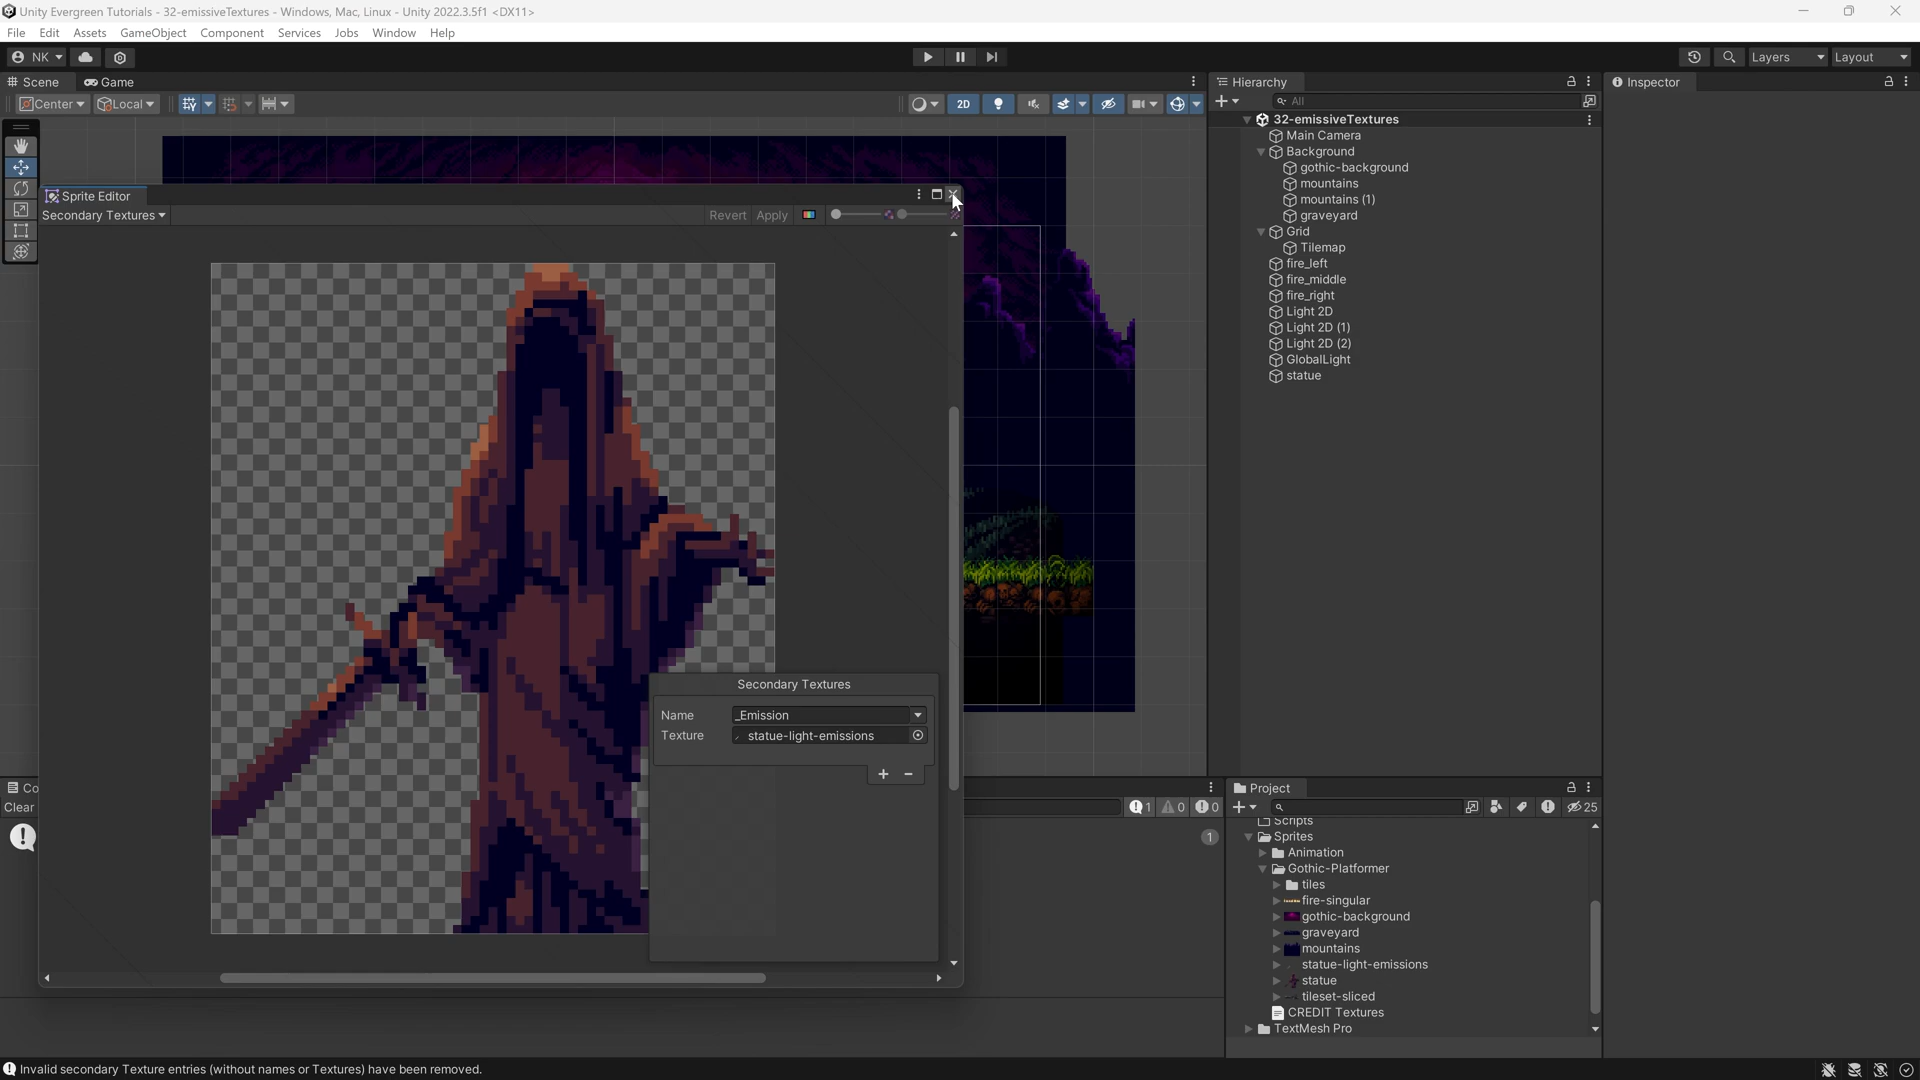 Unity Evergreen Tutorials - 32-emissiveTextures - Windows, Mac, Linux - Unity 2022.3.5f1 <DX11>
File Edit Assets GameObject Component Services Jobs Window Help
NK Layers Layout
Scene Game Hierarchy Inspector
Center Local 2D All
32-emissiveTextures
Main Camera
Background
gothic-background
mountains
mountains (1)
graveyard
Grid
Tilemap
fire_left
fire_middle
fire_right
Light 2D
Light 2D (1)
Light 2D (2)
GlobalLight
statue
Sprite Editor
Secondary Textures Revert Apply
Secondary Textures
Name _Emission
Texture statue-light-emissions
+ -
Co
Clear 1 0 0
1
Project
25
Scripts
Sprites
Animation
Gothic-Platformer
tiles
fire-singular
gothic-background
graveyard
mountains
statue-light-emissions
statue
tileset-sliced
CREDIT Textures
TextMesh Pro
Invalid secondary Texture entries (without names or Textures) have been removed.